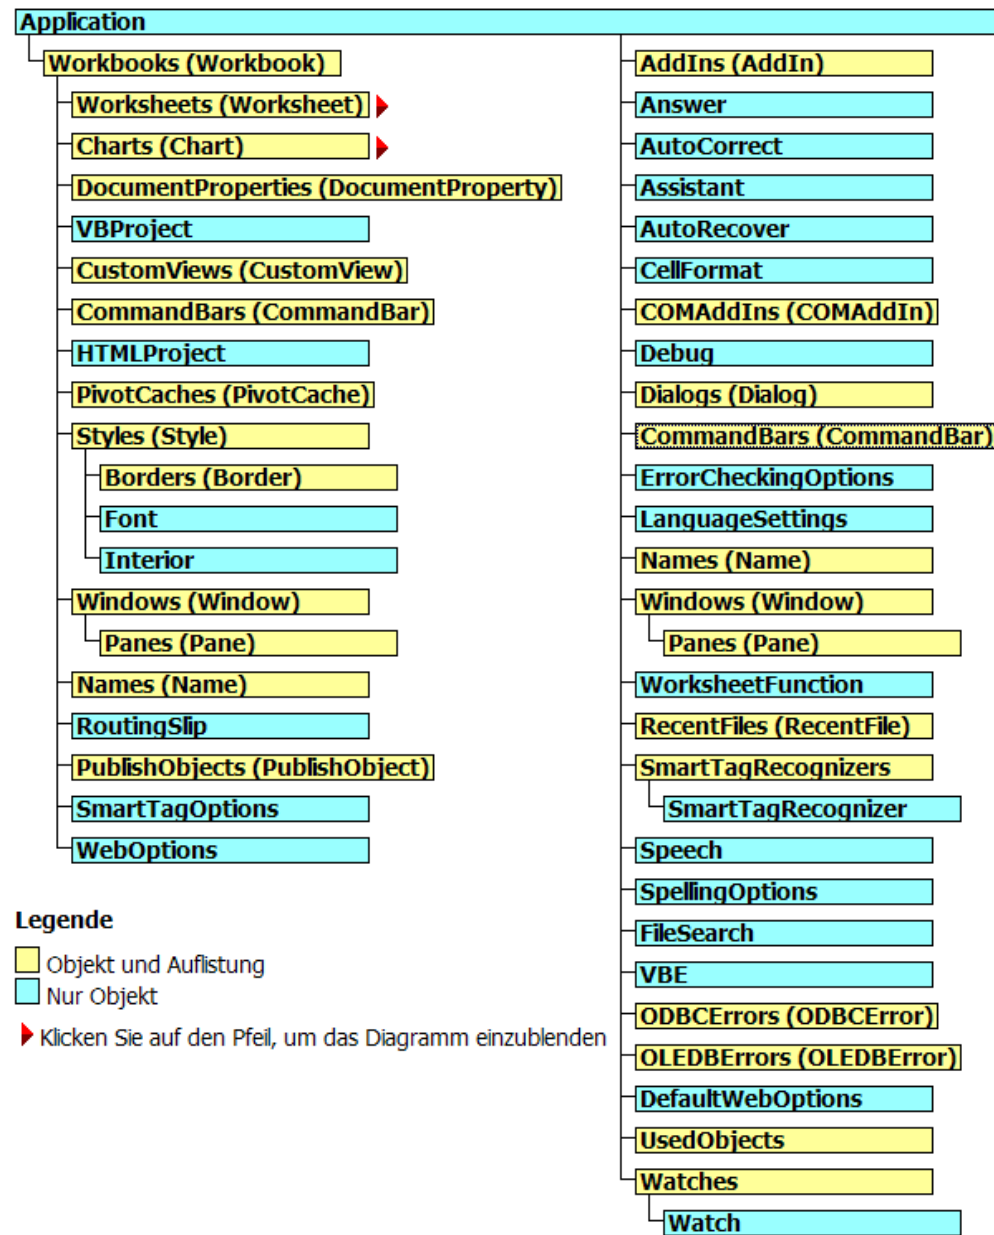 Application
Workbooks (Workbook)
Worksheets (Worksheet)
Charts (Chart)
DocumentProperties (DocumentProperty)
VBProject
CustomViews (CustomView)
CommandBars (CommandBar)
HTMLProject
PivotCaches (PivotCache)
Styles (Style)
Borders (Border)
Font
Interior
Windows (Window)
Panes (Pane)
Names (Name)
RoutingSlip
PublishObjects (PublishObject)
SmartTagOptions
WebOptions
Legende
Objekt und Auflistung
Nur Objekt
Klicken Sie auf den Pfeil, um das Diagramm einzublenden
AddIns (AddIn)
Answer
AutoCorrect
Assistant
AutoRecover
CellFormat
COMAddIns (COMAddIn)
Debug
Dialogs (Dialog)
CommandBars (CommandBar)
ErrorCheckingOptions
LanguageSettings
Names (Name)
Windows (Window)
Panes (Pane)
WorksheetFunction
RecentFiles (RecentFile)
SmartTagRecognizers
SmartTagRecognizer
Speech
SpellingOptions
FileSearch
VBE
ODBCErrors (ODBCError)
OLEDBErrors (OLEDBError)
DefaultWebOptions
UsedObjects
Watches
Watch